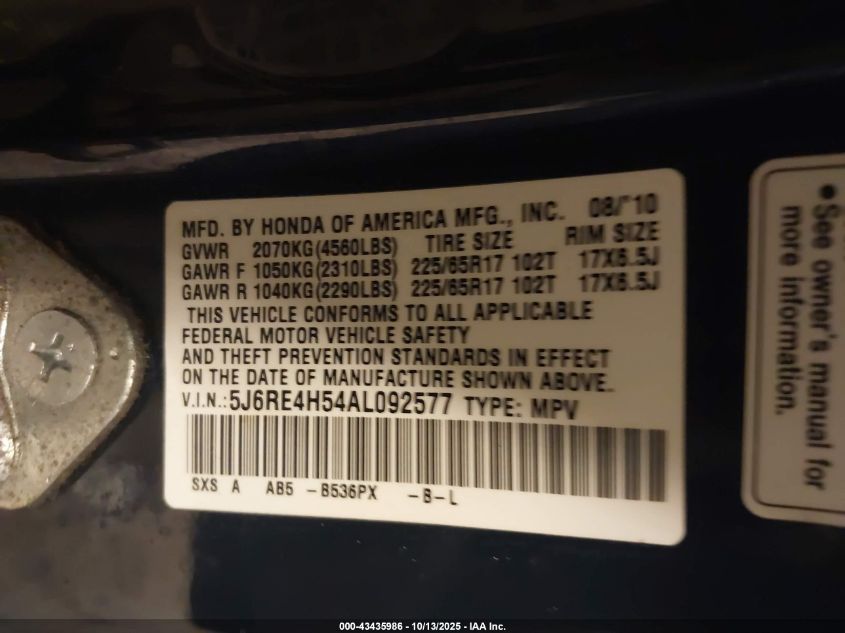 MFD. BY HONDA OF AMERICA MFG., INC. 08/'10
GVWR 2070KG(4560LBS) TIRE SIZE RIM SIZE
GAWR F 1050KG(2310LBS) 225/65R17 102T 17X6.5J
GAWR R 1040KG(2290LBS) 225/65R17 102T 17X6.5J
THIS VEHICLE CONFORMS TO ALL APPLICABLE
FEDERAL MOTOR VEHICLE SAFETY
AND THEFT PREVENTION STANDARDS IN EFFECT
ON THE DATE OF MANUFACTURE SHOWN ABOVE.
V.I.N.:5J6RE4H54AL092577 TYPE: MPV
SXS A AB5 -B536PX -B-L
•See owner's manual for
more information.
000-43435986 - 10/13/2025 - IAA Inc.